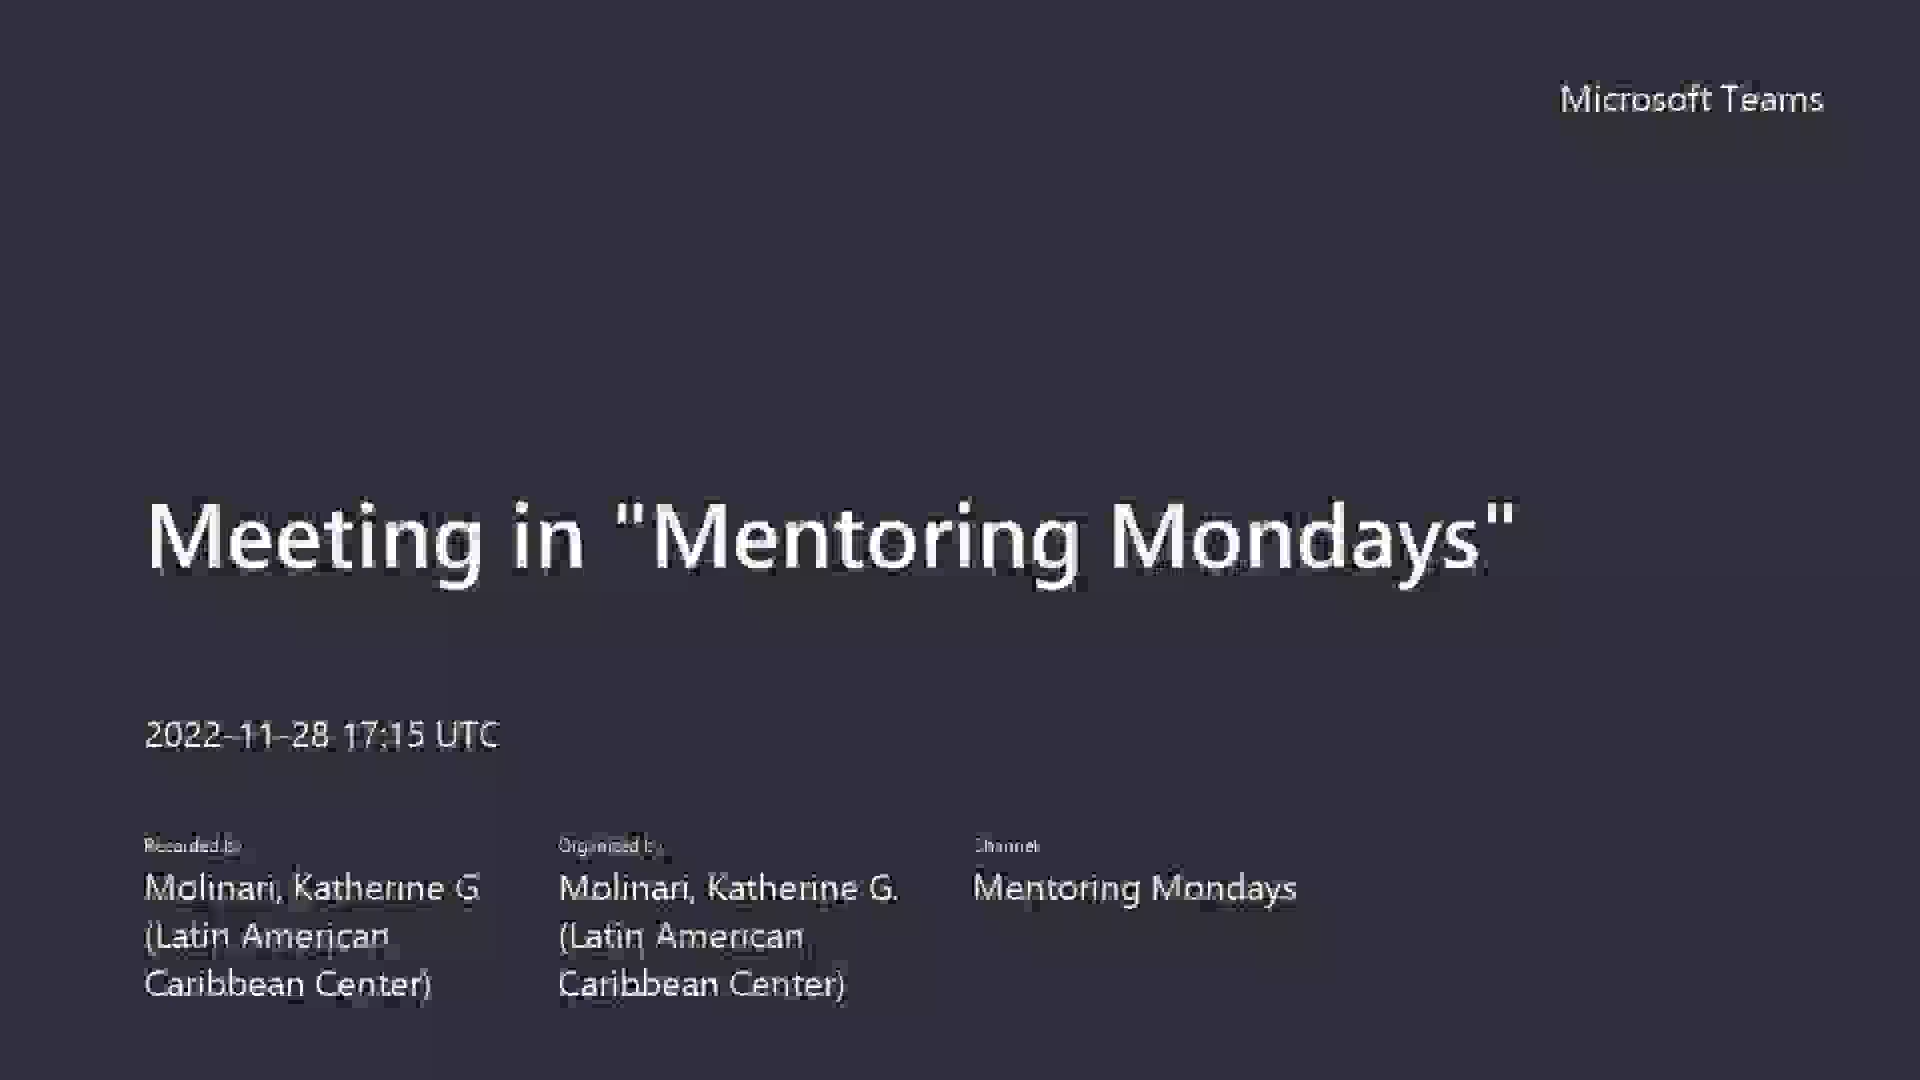 Microsoft Teams
Meeting in "Mentoring Mondays"
2022-11-28 17:15 UTC
Recorded by
Organized by
Channel
Molinari, Katherine G.
Molinari, Katherine G.
Mentoring Mondays
(Latin American
(Latin American
Caribbean Center)
Caribbean Center)